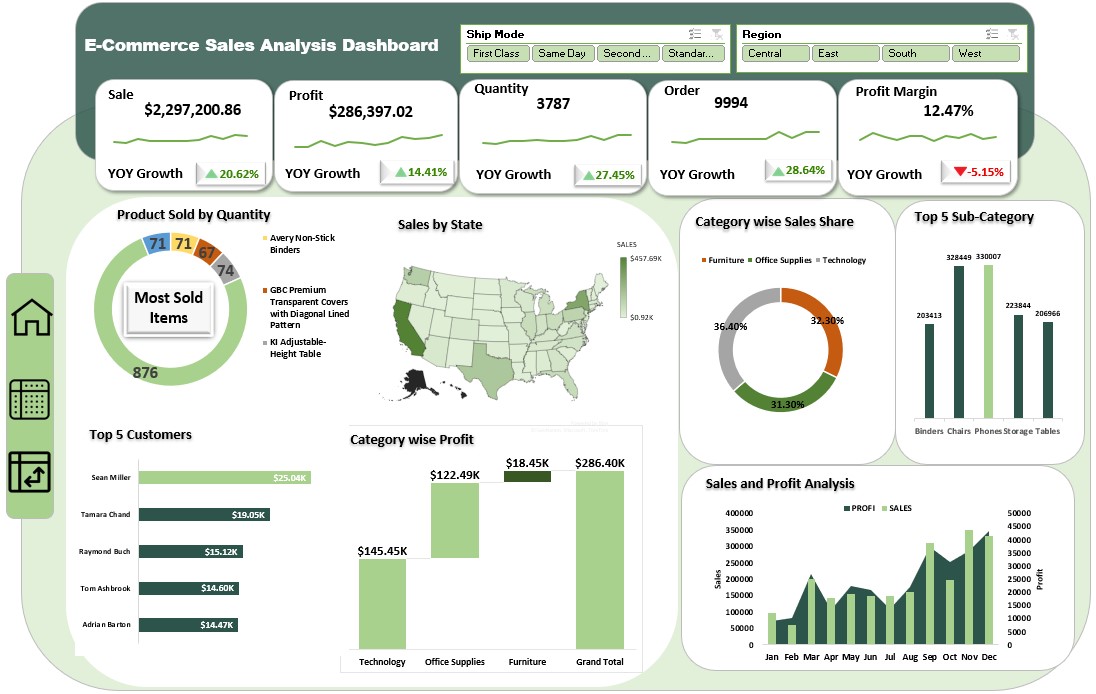 E-Commerce Sales Analysis Dashboard
Ship Mode
First Class
Same Day
Second ...
Standar...
Region
Central
East
South
West
Sale
$2,297,200.86
YOY Growth
20.62%
Profit
$286,397.02
YOY Growth
14.41%
Quantity
3787
YOY Growth
27.45%
Order
9994
YOY Growth
28.64%
Profit Margin
12.47%
YOY Growth
-5.15%
Product Sold by Quantity
71
71
67
74
876
Most Sold
Items
Avery Non-Stick
Binders
GBC Premium
Transparent Covers
with Diagonal Lined
Pattern
KI Adjustable-
Height Table
Sales by State
SALES
$457.69K
$0.92K
Category wise Sales Share
Furniture
Office Supplies
Technology
36.40%
32.30%
31.30%
Top 5 Sub-Category
203413
328449
330007
223844
206966
Binders
Chairs
Phones
Storage
Tables
Top 5 Customers
Sean Miller
$25.04K
Tamara Chand
$19.05K
Raymond Buch
$15.12K
Tom Ashbrook
$14.60K
Adrian Barton
$14.47K
Category wise Profit
$145.45K
$122.49K
$18.45K
$286.40K
Technology
Office Supplies
Furniture
Grand Total
Sales and Profit Analysis
PROFI
SALES
400000
350000
300000
250000
200000
150000
100000
50000
0
Sales
50000
45000
40000
35000
30000
25000
20000
15000
10000
5000
0
Profit
Jan
Feb
Mar
Apr
May
Jun
Jul
Aug
Sep
Oct
Nov
Dec